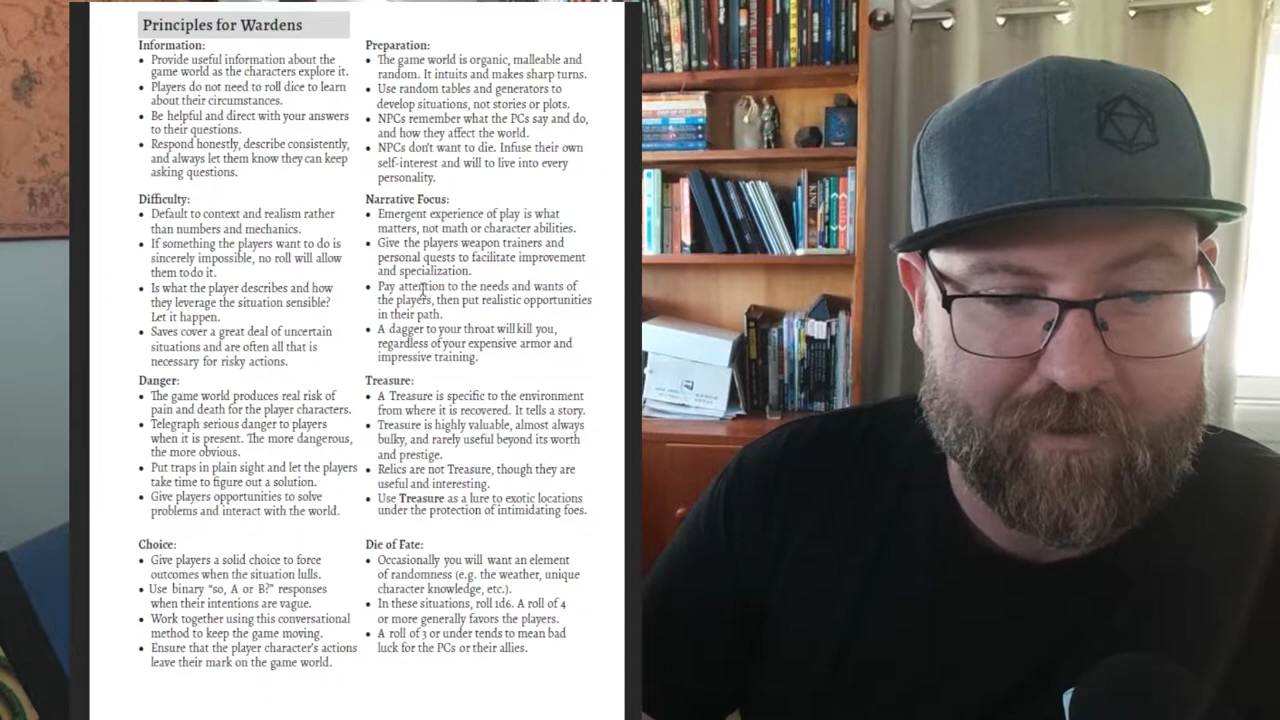 Principles for Wardens
Information:
• Provide useful information about the
game world as the characters explore it.
• Players do not need to roll dice to learn
about their circumstances.
• Be helpful and direct with your answers
to their questions.
• Respond honestly, describe consistently,
and always let them know they can keep
asking questions.
Difficulty:
• Default to context and realism rather
than numbers and mechanics.
• If something the players want to do is
sincerely impossible, no roll will allow
them to do it.
• Is what the player describes and how
they leverage the situation sensible?
Let it happen.
• Saves cover a great deal of uncertain
situations and are often all that is
necessary for risky actions.
Danger:
• The game world produces real risk of
pain and death for the player characters.
• Telegraph serious danger to players
when it is present. The more dangerous,
the more obvious.
• Put traps in plain sight and let the players
take time to figure out a solution.
• Give players opportunities to solve
problems and interact with the world.
Choice:
• Give players a solid choice to force
outcomes when the situation lulls.
• Use binary “so, A or B?” responses
when their intentions are vague.
• Work together using this conversational
method to keep the game moving.
• Ensure that the player character's actions
leave their mark on the game world.
Preparation:
• The game world is organic, malleable and
random. It intuits and makes sharp turns.
• Use random tables and generators to
develop situations, not stories or plots.
• NPCs remember what the PCs say and do,
and how they affect the world.
• NPCs don't want to die. Infuse their own
self-interest and will to live into every
personality.
Narrative Focus:
• Emergent experience of play is what
matters, not math or character abilities.
• Give the players weapon trainers and
personal quests to facilitate improvement
and specialization.
• Pay attention to the needs and wants of
the players, then put realistic opportunities
in their path.
• A dagger to your throat will kill you,
regardless of your expensive armor and
impressive training.
Treasure:
• A Treasure is specific to the environment
from where it is recovered. It tells a story.
• Treasure is highly valuable, almost always
bulky, and rarely useful beyond its worth
and prestige.
• Relics are not Treasure, though they are
useful and interesting.
• Use Treasure as a lure to exotic locations
under the protection of intimidating foes.
Die of Fate:
• Occasionally you will want an element
of randomness (e.g. the weather, unique
character knowledge, etc.).
• In these situations, roll 1d6. A roll of 4
or more generally favors the players.
• A roll of 3 or under tends to mean bad
luck for the PCs or their allies.